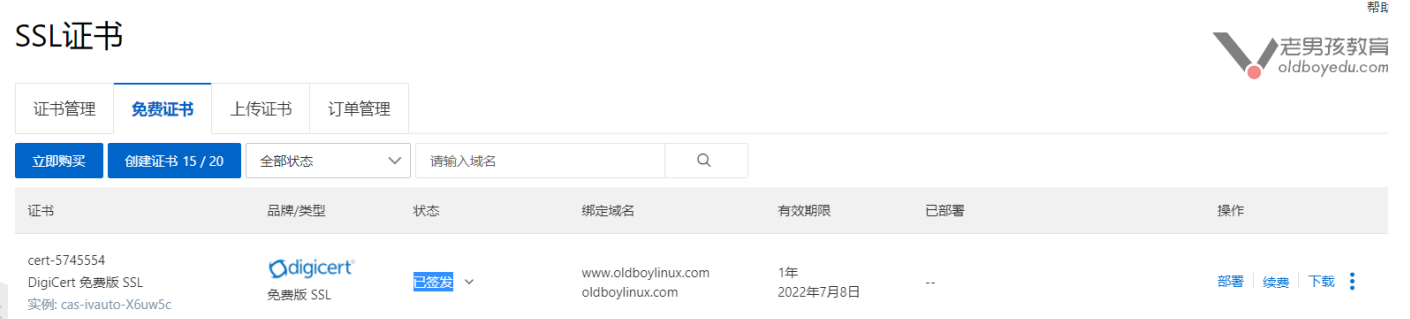 帮助
SSL证书
老男孩教育
oldboyedu.com
证书管理 免费证书 上传证书 订单管理
立即购买 创建证书 15 / 20 全部状态 请输入域名
证书 品牌/类型 状态 绑定域名 有效期限 已部署 操作
cert-5745554
DigiCert 免费版 SSL
实例: cas-ivauto-X6uw5c
digicert
免费版 SSL
已签发
www.oldboylinux.com
oldboylinux.com
1年
2022年7月8日
--
部署 续费 下载